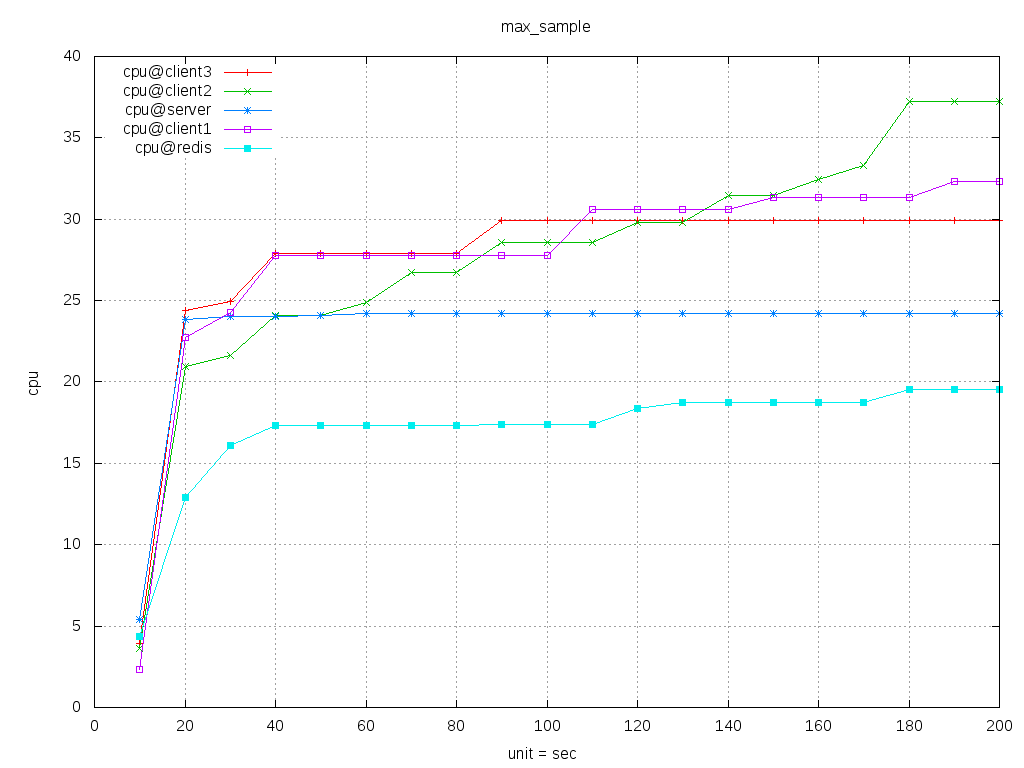 max_sample
cpu@client3
cpu@client2
cpu@server
cpu@client1
cpu@redis
40
35
30
25
20
15
10
5
0
cpu
0 20 40 60 80 100 120 140 160 180 200
unit = sec